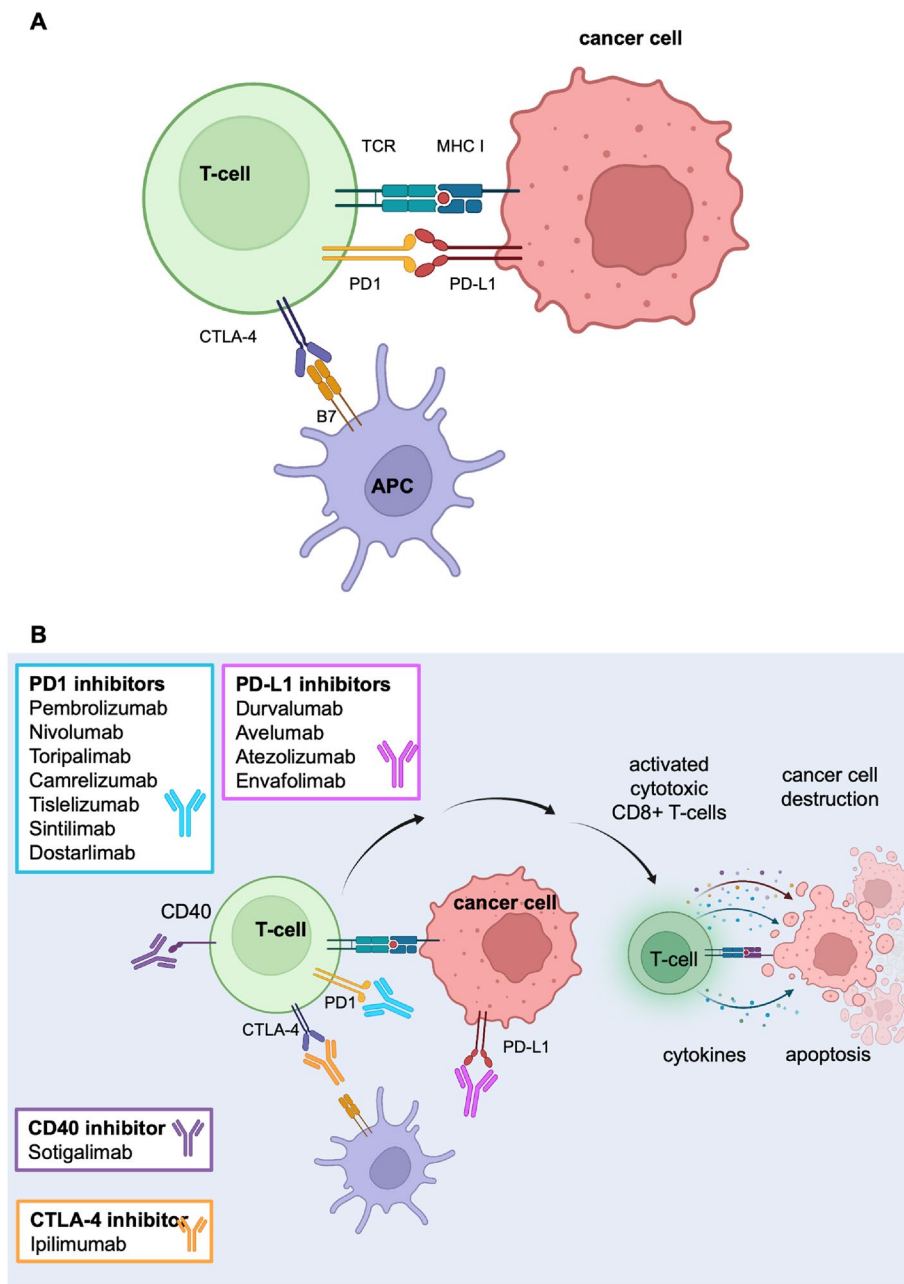 A
cancer cell
TCR
MHC I
T-cell
PD1
PD-L1
CTLA-4
B7
APC
B
PD1 inhibitors
Pembrolizumab
Nivolumab
Toripalimab
Camrelizumab
Tislelizumab
Sintilimab
Dostarlimab
PD-L1 inhibitors
Durvalumab
Avelumab
Atezolizumab
Envafolimab
activated
cytotoxic
CD8+ T-cells
cancer cell
destruction
CD40
T-cell
cancer cell
PD1
CTLA-4
PD-L1
T-cell
cytokines
apoptosis
CD40 inhibitor
Sotigalimab
CTLA-4 inhibitor
Ipilimumab